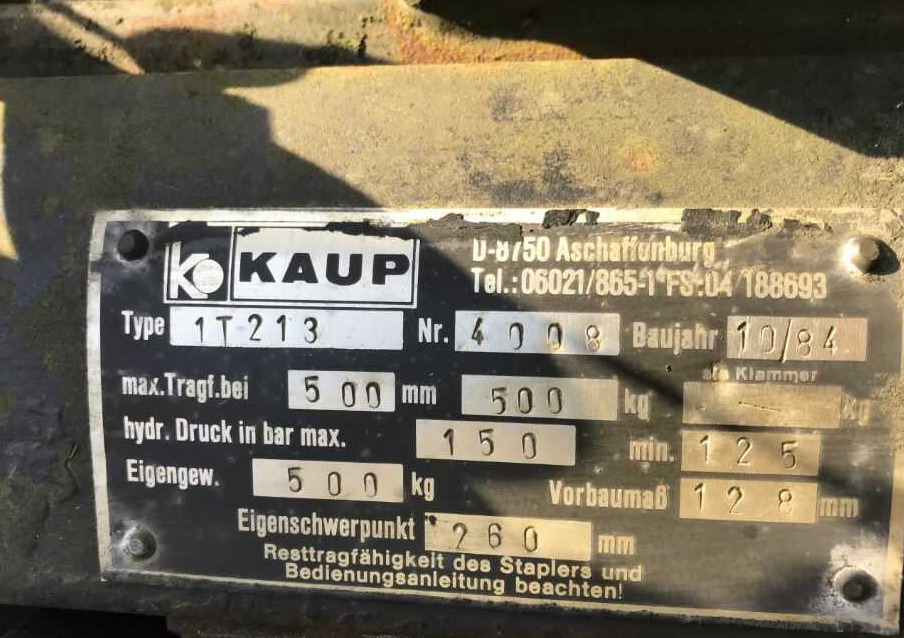 KAUP
D-8750 Aschaffenburg
Tel.: 06021/865-1 FS.:04/188693
Type 1T213 Nr. 4008 Baujahr 10/84
als Klammer
max.Tragf.bei 500 mm 500 kg — kg
hydr. Druck in bar max. 150 min. 125
Eigengew. 500 kg Vorbaumaß 128 mm
Eigenschwerpunkt 260 mm
Resttragfähigkeit des Staplers und
Bedienungsanleitung beachten!